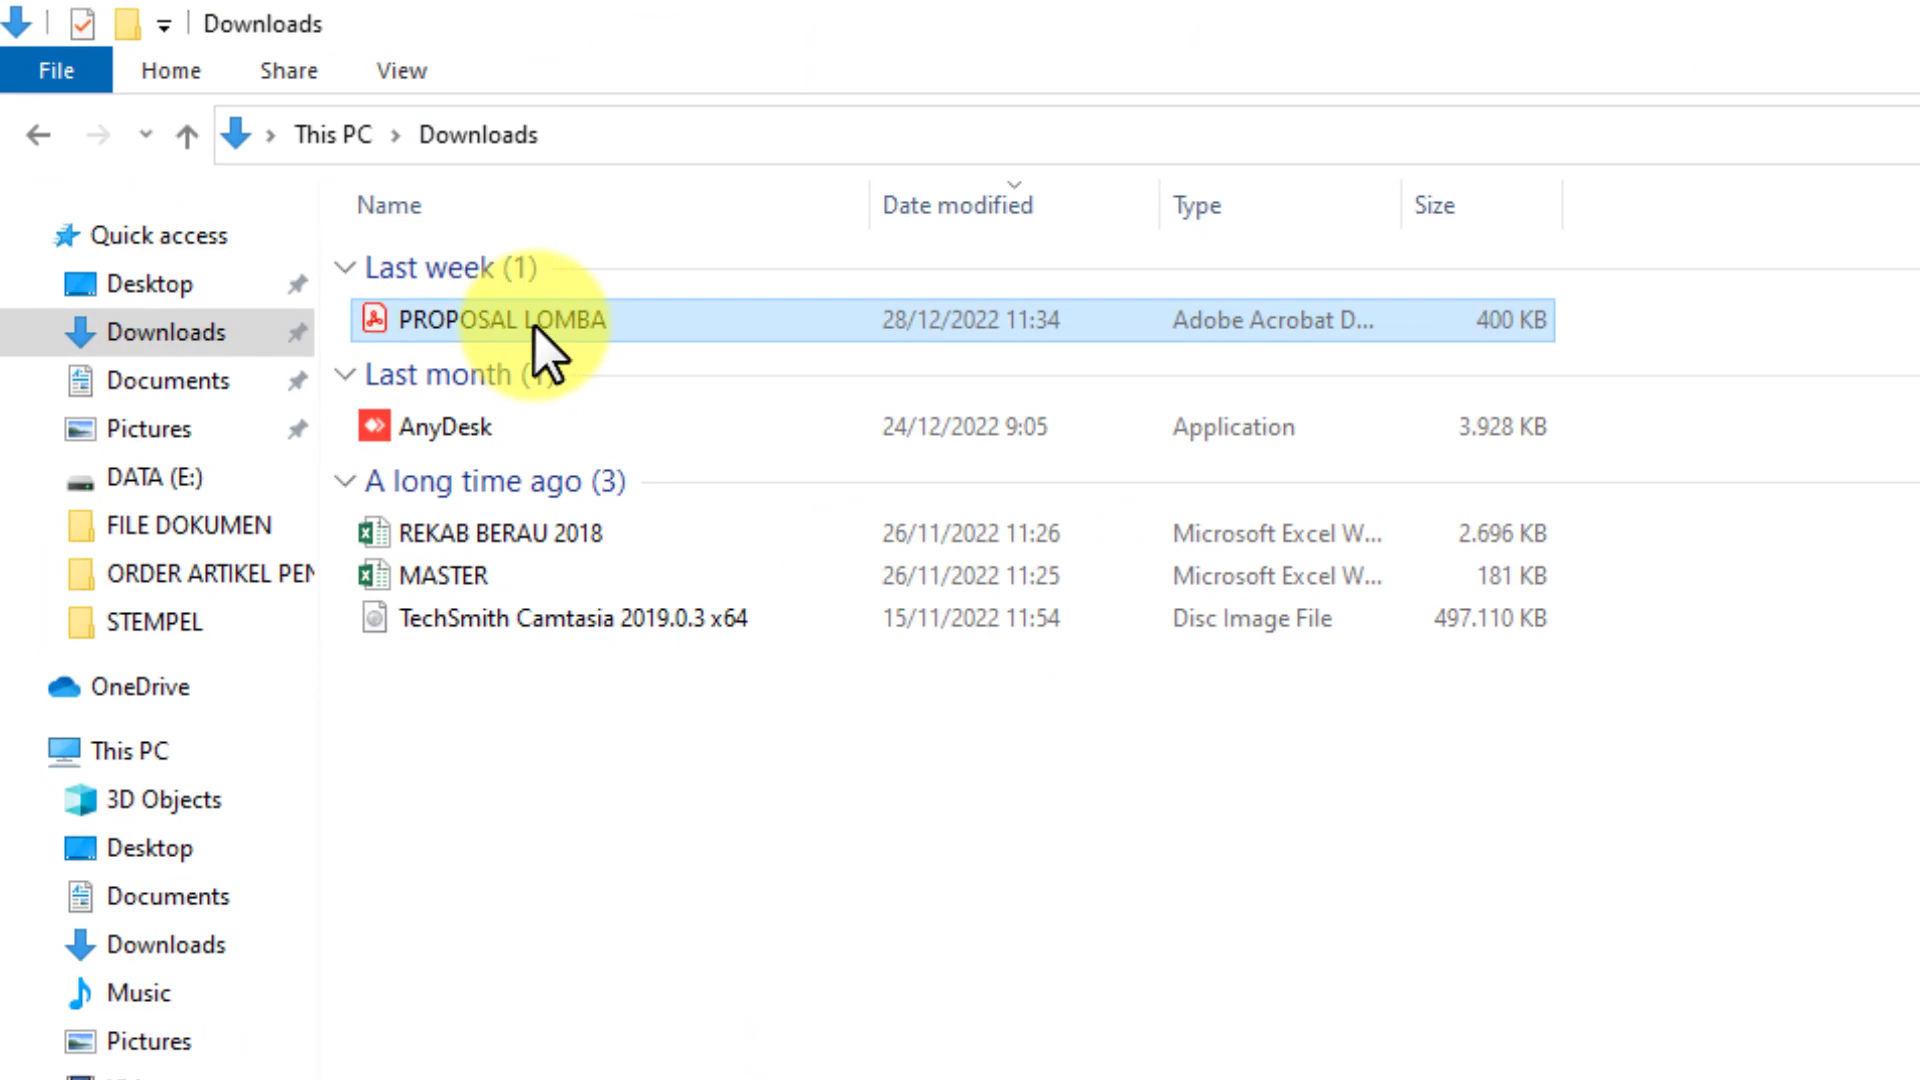 Downloads
File Home Share View
This PC Downloads
Name Date modified Type Size
Quick access
Desktop
Downloads
Documents
Pictures
DATA (E:)
FILE DOKUMEN
ORDER ARTIKEL PEN
STEMPEL
OneDrive
This PC
3D Objects
Desktop
Documents
Downloads
Music
Pictures
Last week (1)
PROPOSAL LOMBA 28/12/2022 11:34 Adobe Acrobat D... 400 KB
Last month (1)
AnyDesk 24/12/2022 9:05 Application 3.928 KB
A long time ago (3)
REKAB BERAU 2018 26/11/2022 11:26 Microsoft Excel W... 2.696 KB
MASTER 26/11/2022 11:25 Microsoft Excel W... 181 KB
TechSmith Camtasia 2019.0.3 x64 15/11/2022 11:54 Disc Image File 497.110 KB